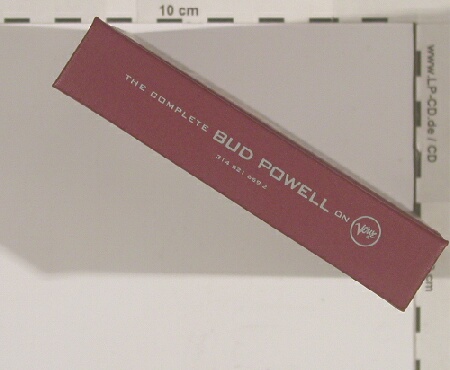 10 cm
THE COMPLETE BUD POWELL ON Verve
www.LP-CD.de / CD